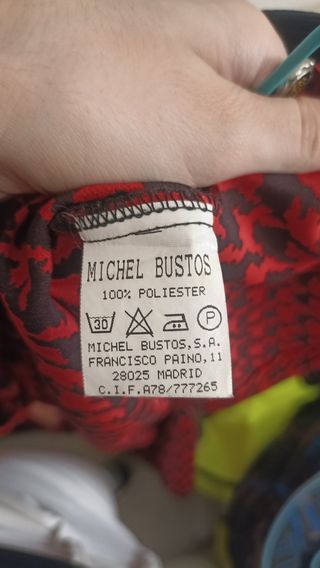 MICHEL BUSTOS
100% POLIESTER
30 P
MICHEL BUSTOS,S.A.
FRANCISCO PAINO,11
28025 MADRID
C.I.F.A78/777265